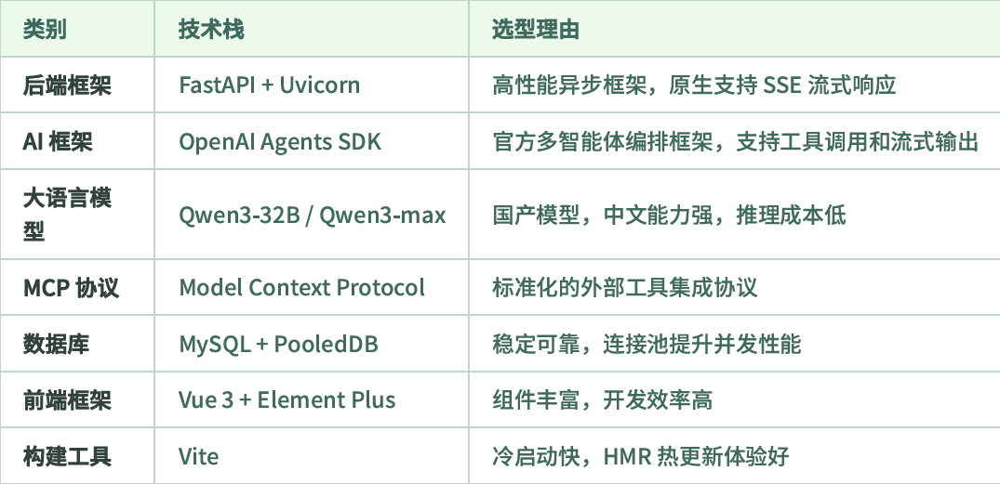 类别 技术栈 选型理由
后端框架 FastAPI + Uvicorn 高性能异步框架，原生支持 SSE 流式响应
AI 框架 OpenAI Agents SDK 官方多智能体编排框架，支持工具调用和流式输出
大语言模
型 Qwen3-32B / Qwen3-max 国产模型，中文能力强，推理成本低
MCP 协议 Model Context Protocol 标准化的外部工具集成协议
数据库 MySQL + PooledDB 稳定可靠，连接池提升并发性能
前端框架 Vue 3 + Element Plus 组件丰富，开发效率高
构建工具 Vite 冷启动快，HMR 热更新体验好